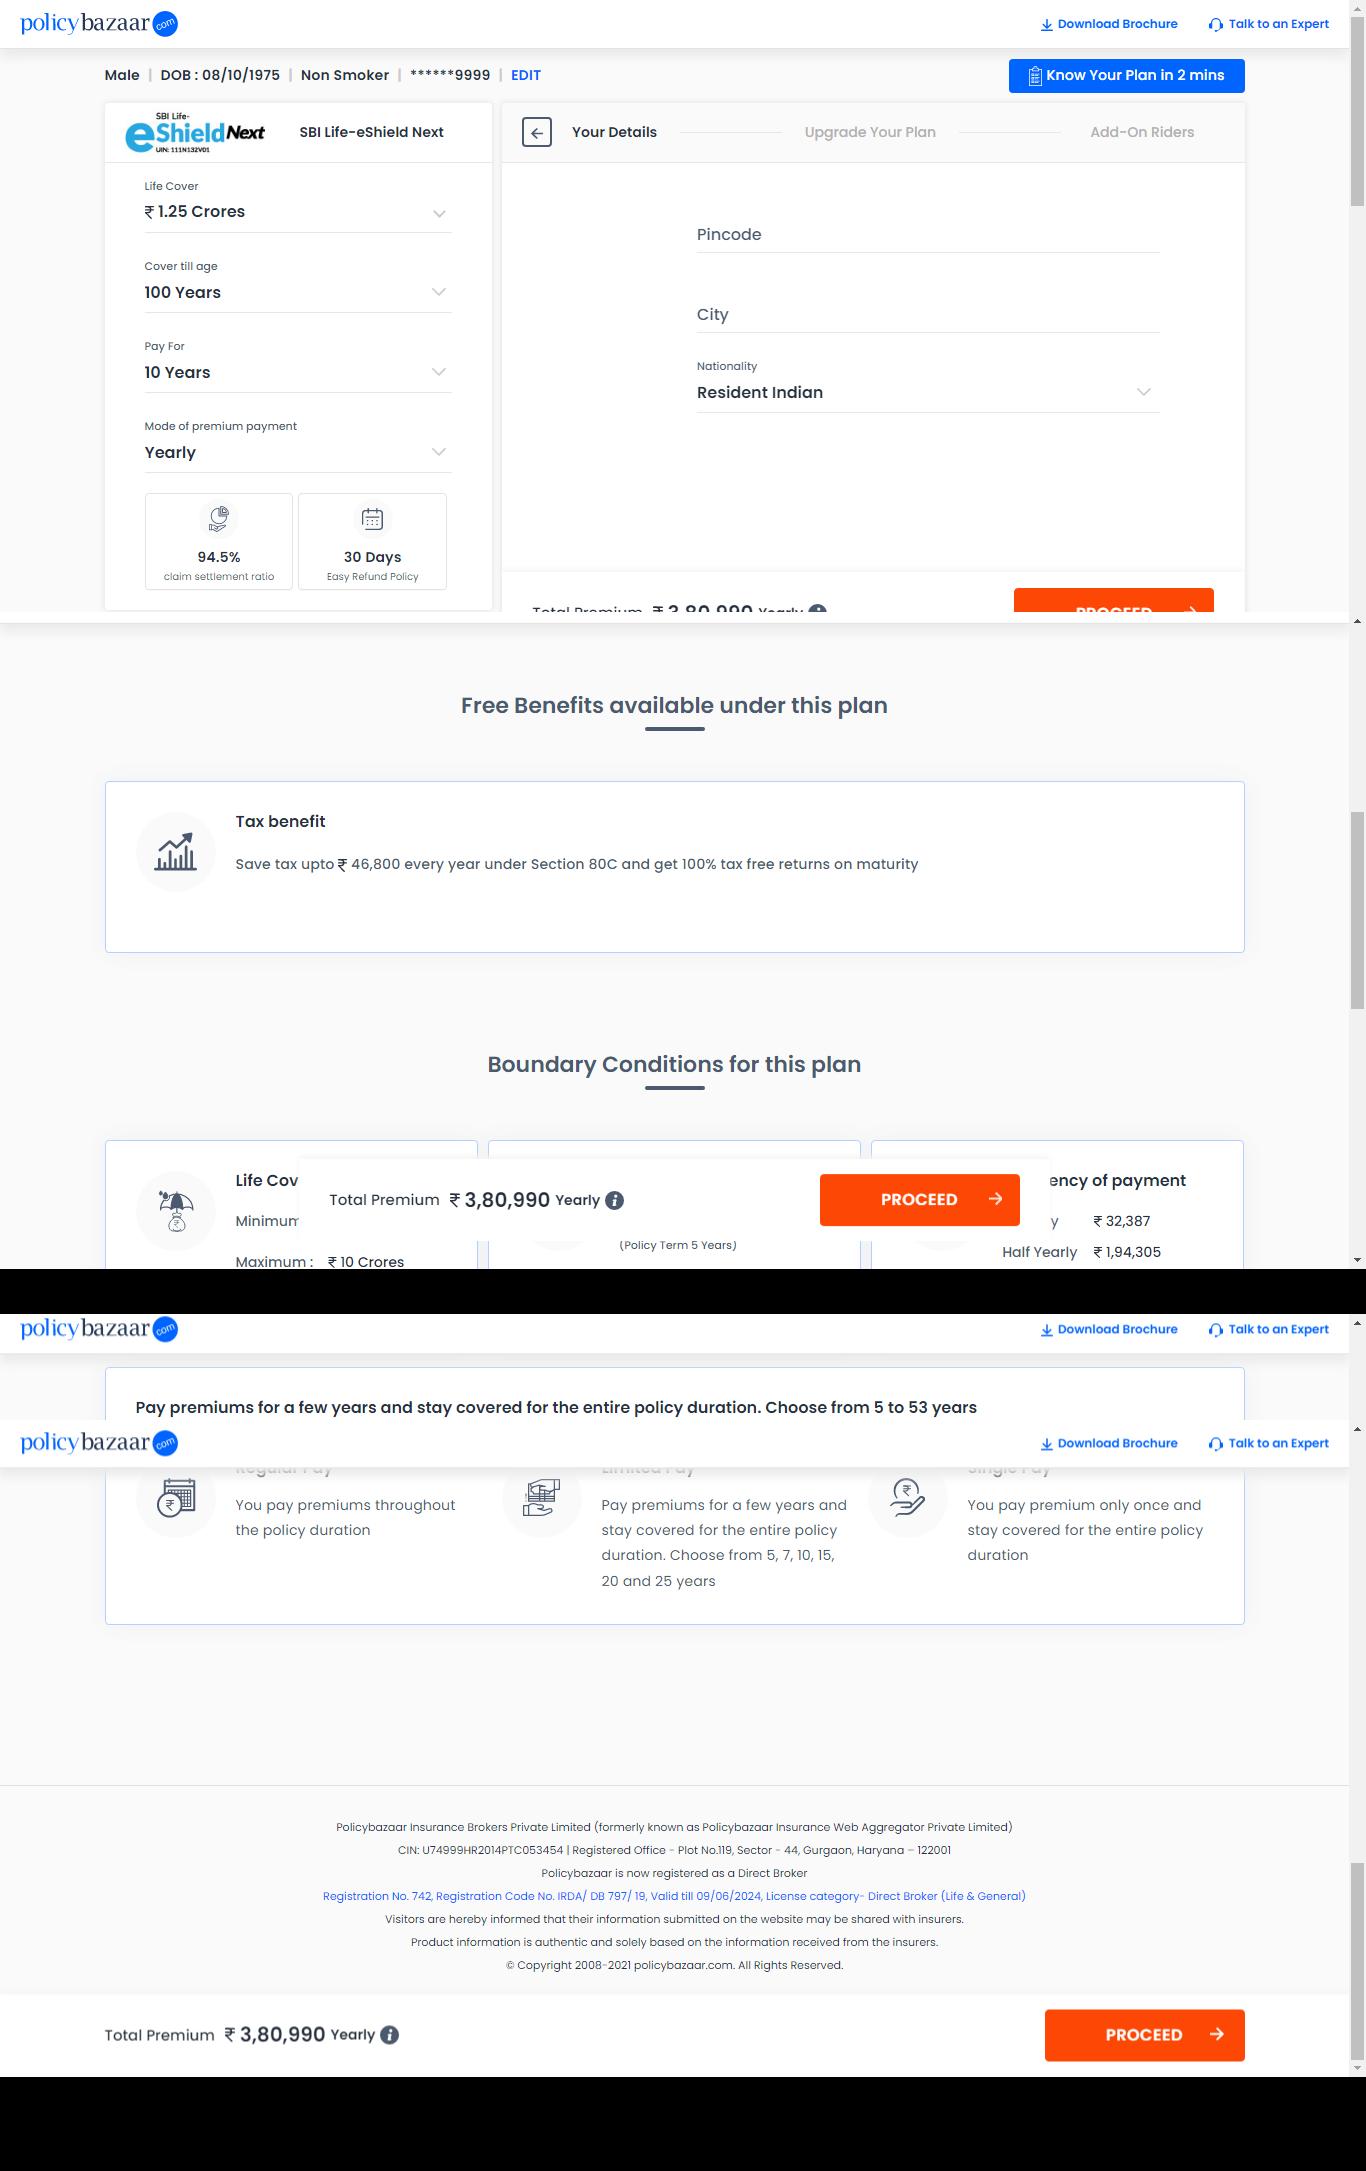 policybazaar com
Download Brochure
Talk to an Expert
Male | DOB : 08/10/1975 | Non Smoker | ******9999 | EDIT
Know Your Plan in 2 mins
SBI Life-
eShield Next
UIN: 111N132V01
SBI Life-eShield Next
Your Details
Upgrade Your Plan
Add-On Riders
Life Cover
₹ 1.25 Crores
Cover till age
100 Years
Pay For
10 Years
Mode of premium payment
Yearly
94.5%
claim settlement ratio
30 Days
Easy Refund Policy
Pincode
City
Nationality
Resident Indian
Total Premium ₹ 3,80,990 Yearly
PROCEED
Free Benefits available under this plan
Tax benefit
Save tax upto ₹ 46,800 every year under Section 80C and get 100% tax free returns on maturity
Boundary Conditions for this plan
Life Cov
Minimum
Maximum : ₹ 10 Crores
Total Premium ₹ 3,80,990 Yearly
PROCEED
(Policy Term 5 Years)
ency of payment
y ₹ 32,387
Half Yearly ₹ 1,94,305
policybazaar com
Download Brochure
Talk to an Expert
Pay premiums for a few years and stay covered for the entire policy duration. Choose from 5 to 53 years
policybazaar com
Download Brochure
Talk to an Expert
Regular Pay
You pay premiums throughout
the policy duration
Limited Pay
Pay premiums for a few years and
stay covered for the entire policy
duration. Choose from 5, 7, 10, 15,
20 and 25 years
Single Pay
You pay premium only once and
stay covered for the entire policy
duration
Policybazaar Insurance Brokers Private Limited (formerly known as Policybazaar Insurance Web Aggregator Private Limited)
CIN: U74999HR2014PTC053454 | Registered Office - Plot No.119, Sector - 44, Gurgaon, Haryana – 122001
Policybazaar is now registered as a Direct Broker
Registration No. 742, Registration Code No. IRDA/ DB 797/ 19, Valid till 09/06/2024, License category- Direct Broker (Life & General)
Visitors are hereby informed that their information submitted on the website may be shared with insurers.
Product information is authentic and solely based on the information received from the insurers.
© Copyright 2008-2021 policybazaar.com. All Rights Reserved.
Total Premium ₹ 3,80,990 Yearly
PROCEED